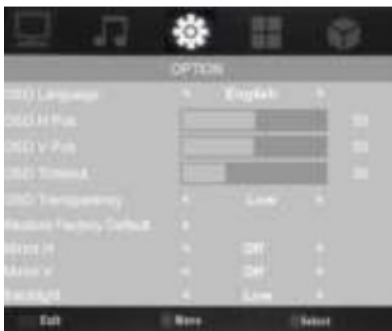 OPTION
OSD Language English
OSD H Pos 50
OSD V Pos 50
OSD Timeout 30
OSD Transparency Low
Restore Factory Default
Mirror H Off
Mirror V Off
Backlight Low
Exit Move Select